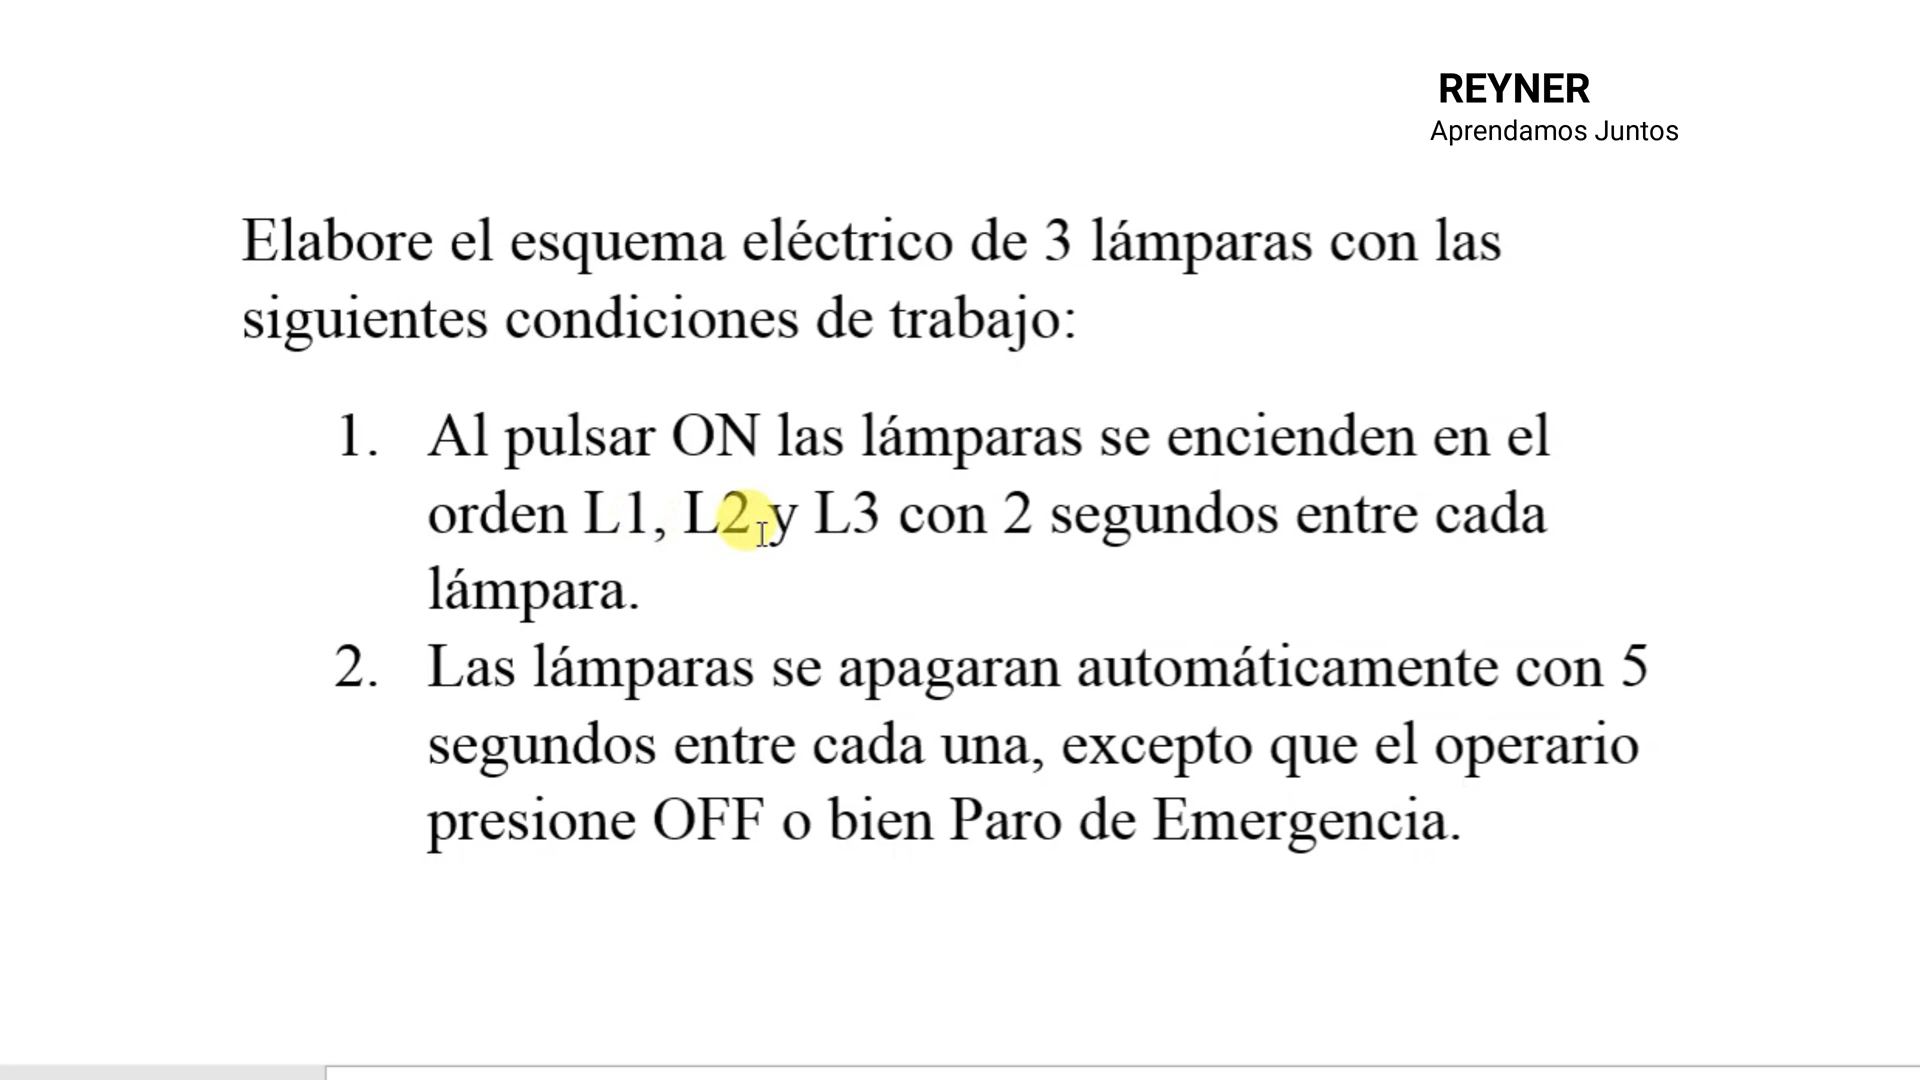 REYNER
Aprendamos Juntos
Elabore el esquema eléctrico de 3 lámparas con las
siguientes condiciones de trabajo:
1. Al pulsar ON las lámparas se encienden en el
orden L1, L2 y L3 con 2 segundos entre cada
lámpara.
2. Las lámparas se apagaran automáticamente con 5
segundos entre cada una, excepto que el operario
presione OFF o bien Paro de Emergencia.